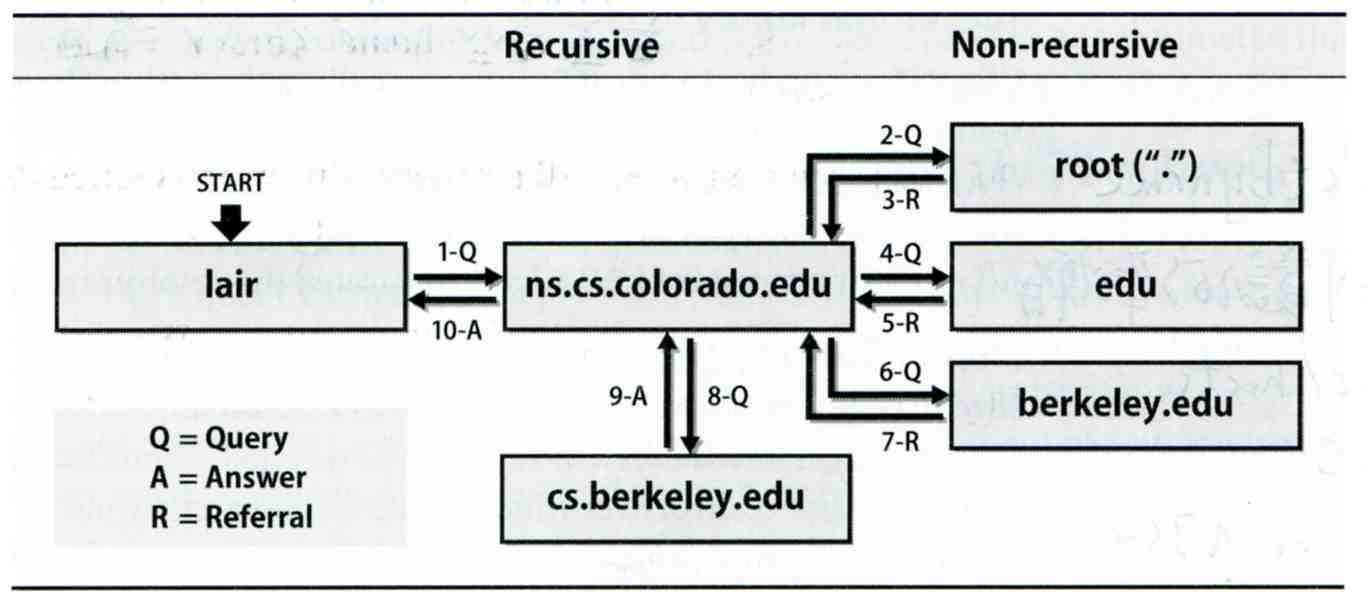 Recursive Non-recursive
START
lair
1-Q
10-A
ns.cs.colorado.edu
2-Q
3-R
root (“.”)
4-Q
5-R
edu
6-Q
7-R
berkeley.edu
9-A
8-Q
cs.berkeley.edu
Q = Query
A = Answer
R = Referral